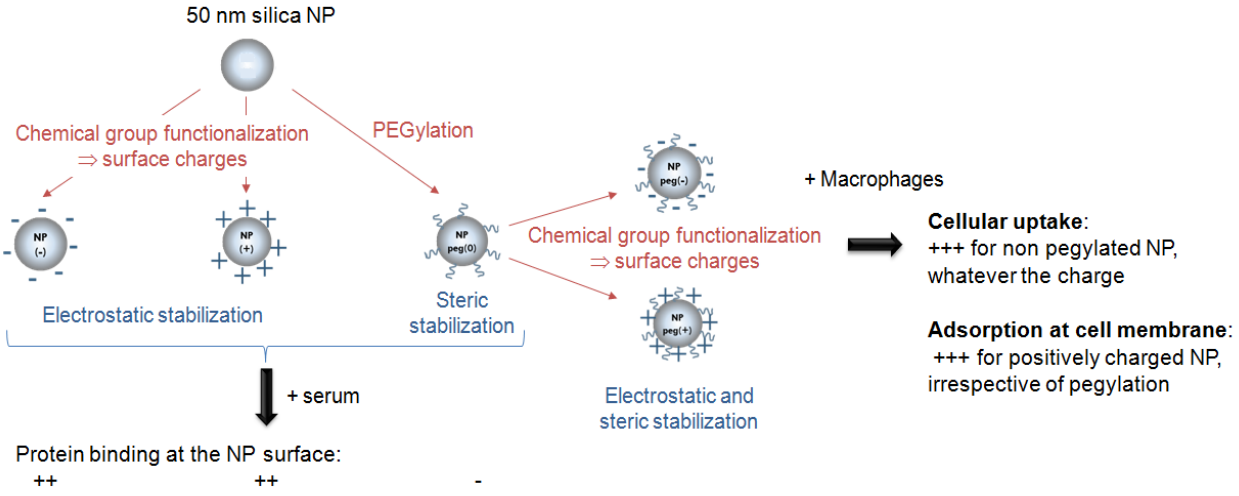 50 nm silica NP
Chemical group functionalization
⇒ surface charges
PEGylation
NP
(-)
NP
(+)
NP
peg(0)
NP
peg(-)
Chemical group functionalization
⇒ surface charges
NP
peg(+)
Electrostatic stabilization
Steric
stabilization
Electrostatic and
steric stabilization
+ Macrophages
Cellular uptake:
+++ for non pegylated NP,
whatever the charge
Adsorption at cell membrane:
+++ for positively charged NP,
irrespective of pegylation
+ serum
Protein binding at the NP surface:
++ ++ -